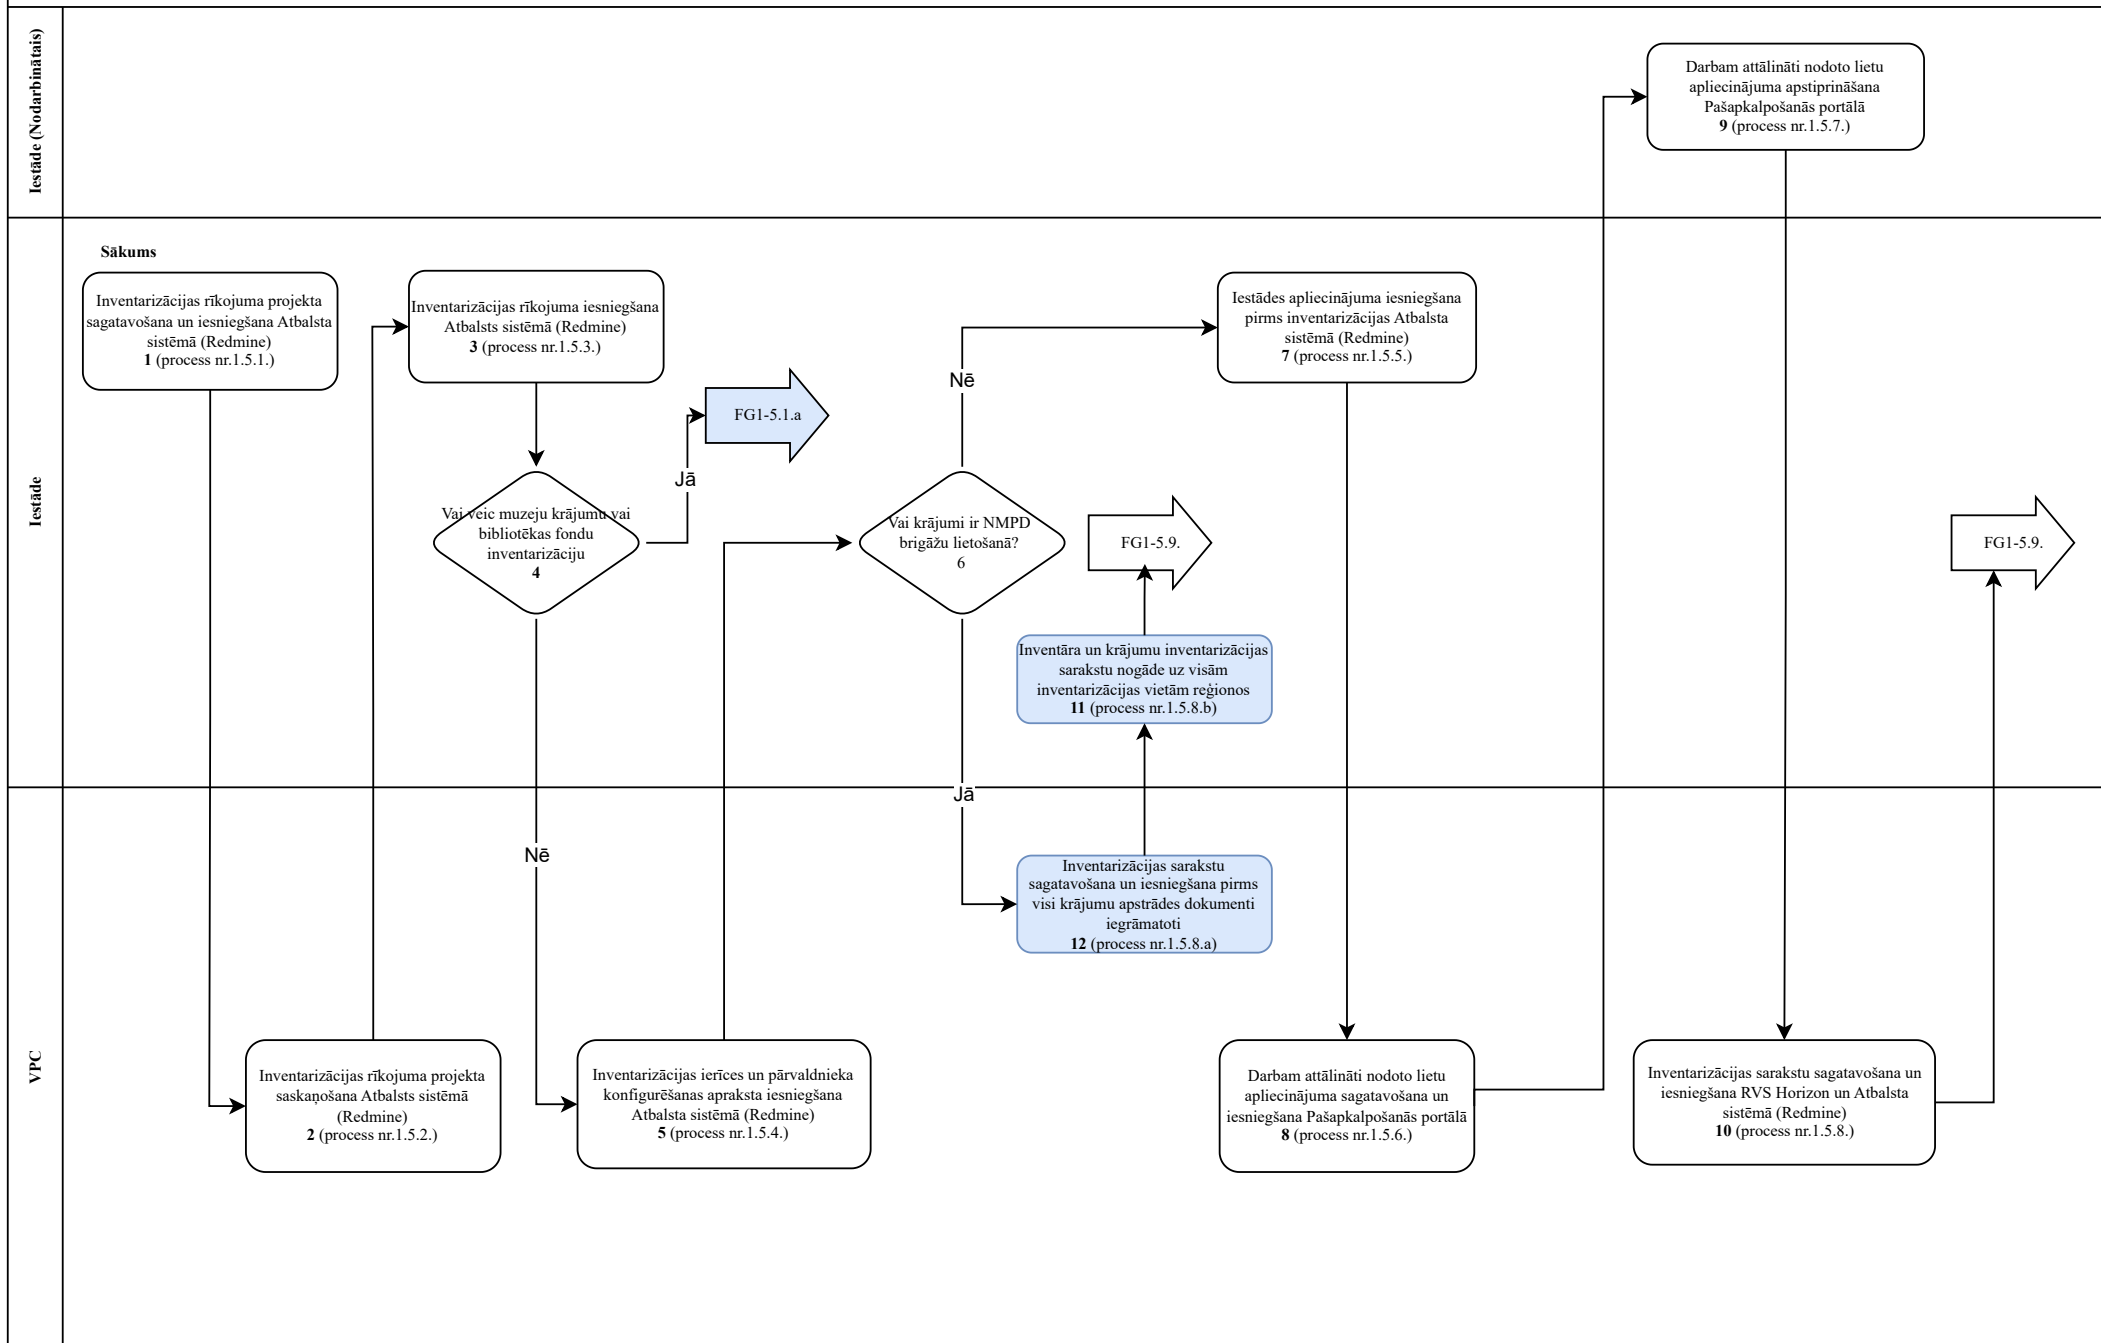 Iestāde (Nodarbinātais)
Darbam attālināti nodoto lietu
apliecinājuma apstiprināšana
Pašapkalpošanās portālā
9 (process nr.1.5.7.)
Iestāde
Sākums
Inventarizācijas rīkojuma projekta
sagatavošana un iesniegšana Atbalsta
sistēmā (Redmine)
1 (process nr.1.5.1.)
Inventarizācijas rīkojuma iesniegšana
Atbalsts sistēmā (Redmine)
3 (process nr.1.5.3.)
Jā
FG1-5.1.a
Vai veic muzeju krājumu vai
bibliotēkas fondu
inventarizāciju
4
Nē
Vai krājumi ir NMPD
brigāžu lietošanā?
6
Nē
Jā
Iestādes apliecinājuma iesniegšana
pirms inventarizācijas Atbalsta
sistēmā (Redmine)
7 (process nr.1.5.5.)
FG1-5.9.
Inventāra un krājumu inventarizācijas
sarakstu nogāde uz visām
inventarizācijas vietām reģionos
11 (process nr.1.5.8.b)
FG1-5.9.
VPC
Inventarizācijas sarakstu
sagatavošana un iesniegšana pirms
visi krājumu apstrādes dokumenti
iegrāmatoti
12 (process nr.1.5.8.a)
Inventarizācijas rīkojuma projekta
saskaņošana Atbalsts sistēmā
(Redmine)
2 (process nr.1.5.2.)
Inventarizācijas ierīces un pārvaldnieka
konfigurēšanas apraksta iesniegšana
Atbalsta sistēmā (Redmine)
5 (process nr.1.5.4.)
Darbam attālināti nodoto lietu
apliecinājuma sagatavošana un
iesniegšana Pašapkalpošanās portālā
8 (process nr.1.5.6.)
Inventarizācijas sarakstu sagatavošana un
iesniegšana RVS Horizon un Atbalsta
sistēmā (Redmine)
10 (process nr.1.5.8.)